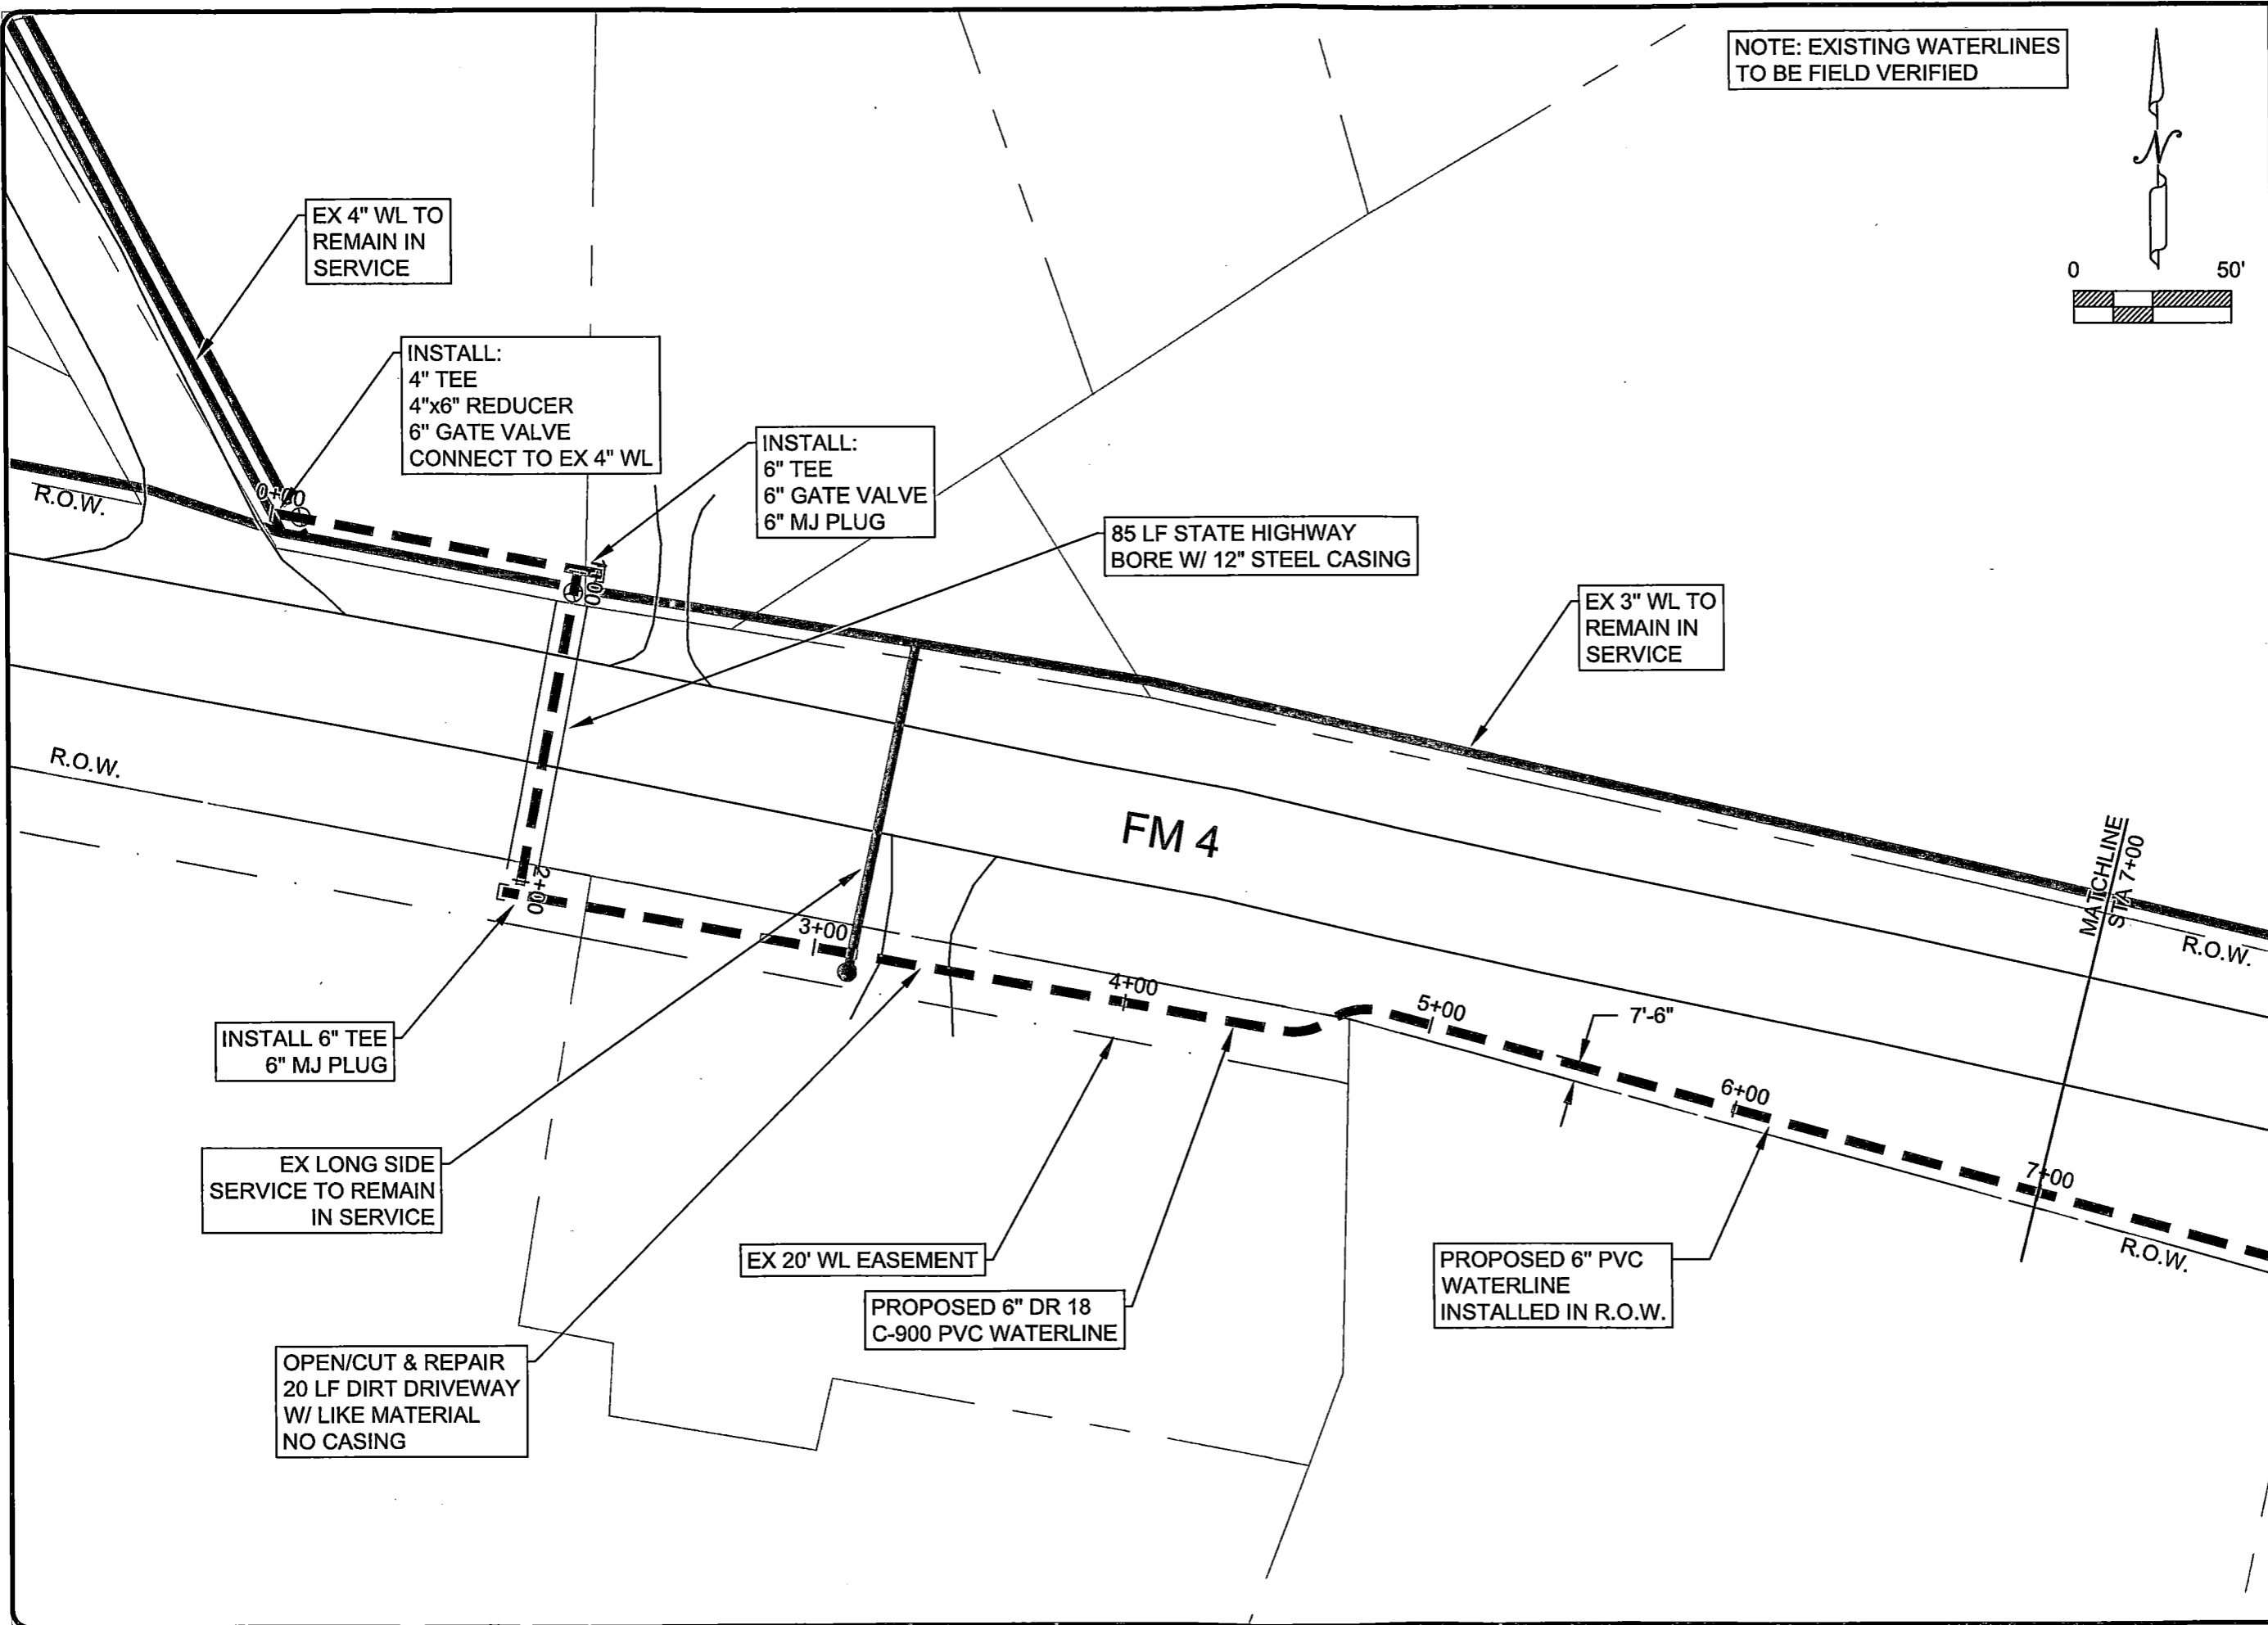 NOTE: EXISTING WATERLINES
TO BE FIELD VERIFIED
N
0 50'
EX 4" WL TO
REMAIN IN
SERVICE
INSTALL:
4" TEE
4"x6" REDUCER
6" GATE VALVE
CONNECT TO EX 4" WL
INSTALL:
6" TEE
6" GATE VALVE
6" MJ PLUG
85 LF STATE HIGHWAY
BORE W/ 12" STEEL CASING
EX 3" WL TO
REMAIN IN
SERVICE
R.O.W.
0+00
1+00
R.O.W.
FM 4
MATCHLINE
STA 7+00
R.O.W.
2+00
3+00
4+00
5+00
7'-6"
6+00
7+00
R.O.W.
INSTALL 6" TEE
6" MJ PLUG
EX LONG SIDE
SERVICE TO REMAIN
IN SERVICE
EX 20' WL EASEMENT
PROPOSED 6" DR 18
C-900 PVC WATERLINE
PROPOSED 6" PVC
WATERLINE
INSTALLED IN R.O.W.
OPEN/CUT & REPAIR
20 LF DIRT DRIVEWAY
W/ LIKE MATERIAL
NO CASING